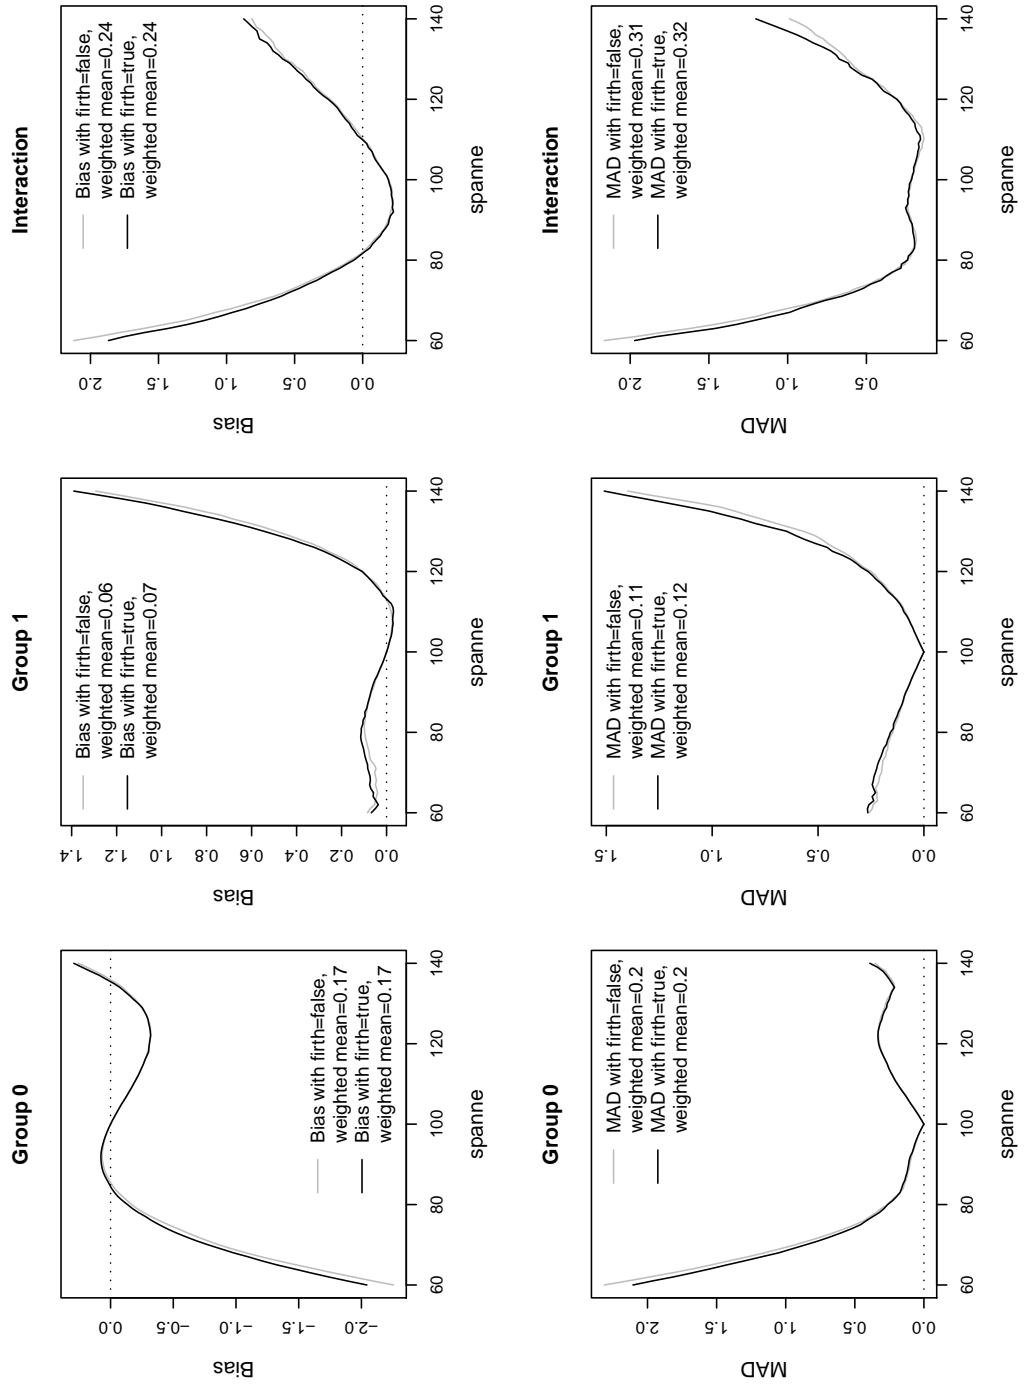 Group 0
Bias
0.0
−0.5
−1.0
−1.5
−2.0
Bias with firth=false,
weighted mean=0.17
Bias with firth=true,
weighted mean=0.17
60 80 100 120 140
spanne
Group 1
Bias
1.4
1.2
1.0
0.8
0.6
0.4
0.2
0.0
Bias with firth=false,
weighted mean=0.06
Bias with firth=true,
weighted mean=0.07
60 80 100 120 140
spanne
Interaction
Bias
2.0
1.5
1.0
0.5
0.0
Bias with firth=false,
weighted mean=0.24
Bias with firth=true,
weighted mean=0.24
60 80 100 120 140
spanne
Group 0
MAD
2.0
1.5
1.0
0.5
0.0
MAD with firth=false,
weighted mean=0.2
MAD with firth=true,
weighted mean=0.2
60 80 100 120 140
spanne
Group 1
MAD
1.5
1.0
0.5
0.0
MAD with firth=false,
weighted mean=0.11
MAD with firth=true,
weighted mean=0.12
60 80 100 120 140
spanne
Interaction
MAD
2.0
1.5
1.0
0.5
MAD with firth=false,
weighted mean=0.31
MAD with firth=true,
weighted mean=0.32
60 80 100 120 140
spanne